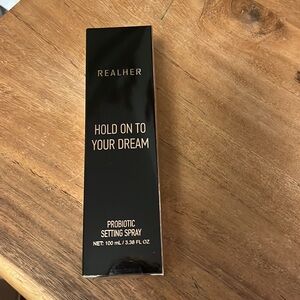 REALHER
HOLD ON TO
YOUR DREAM
PROBIOTIC
SETTING SPRAY
NET: 100 mL / 3.38 FL OZ.